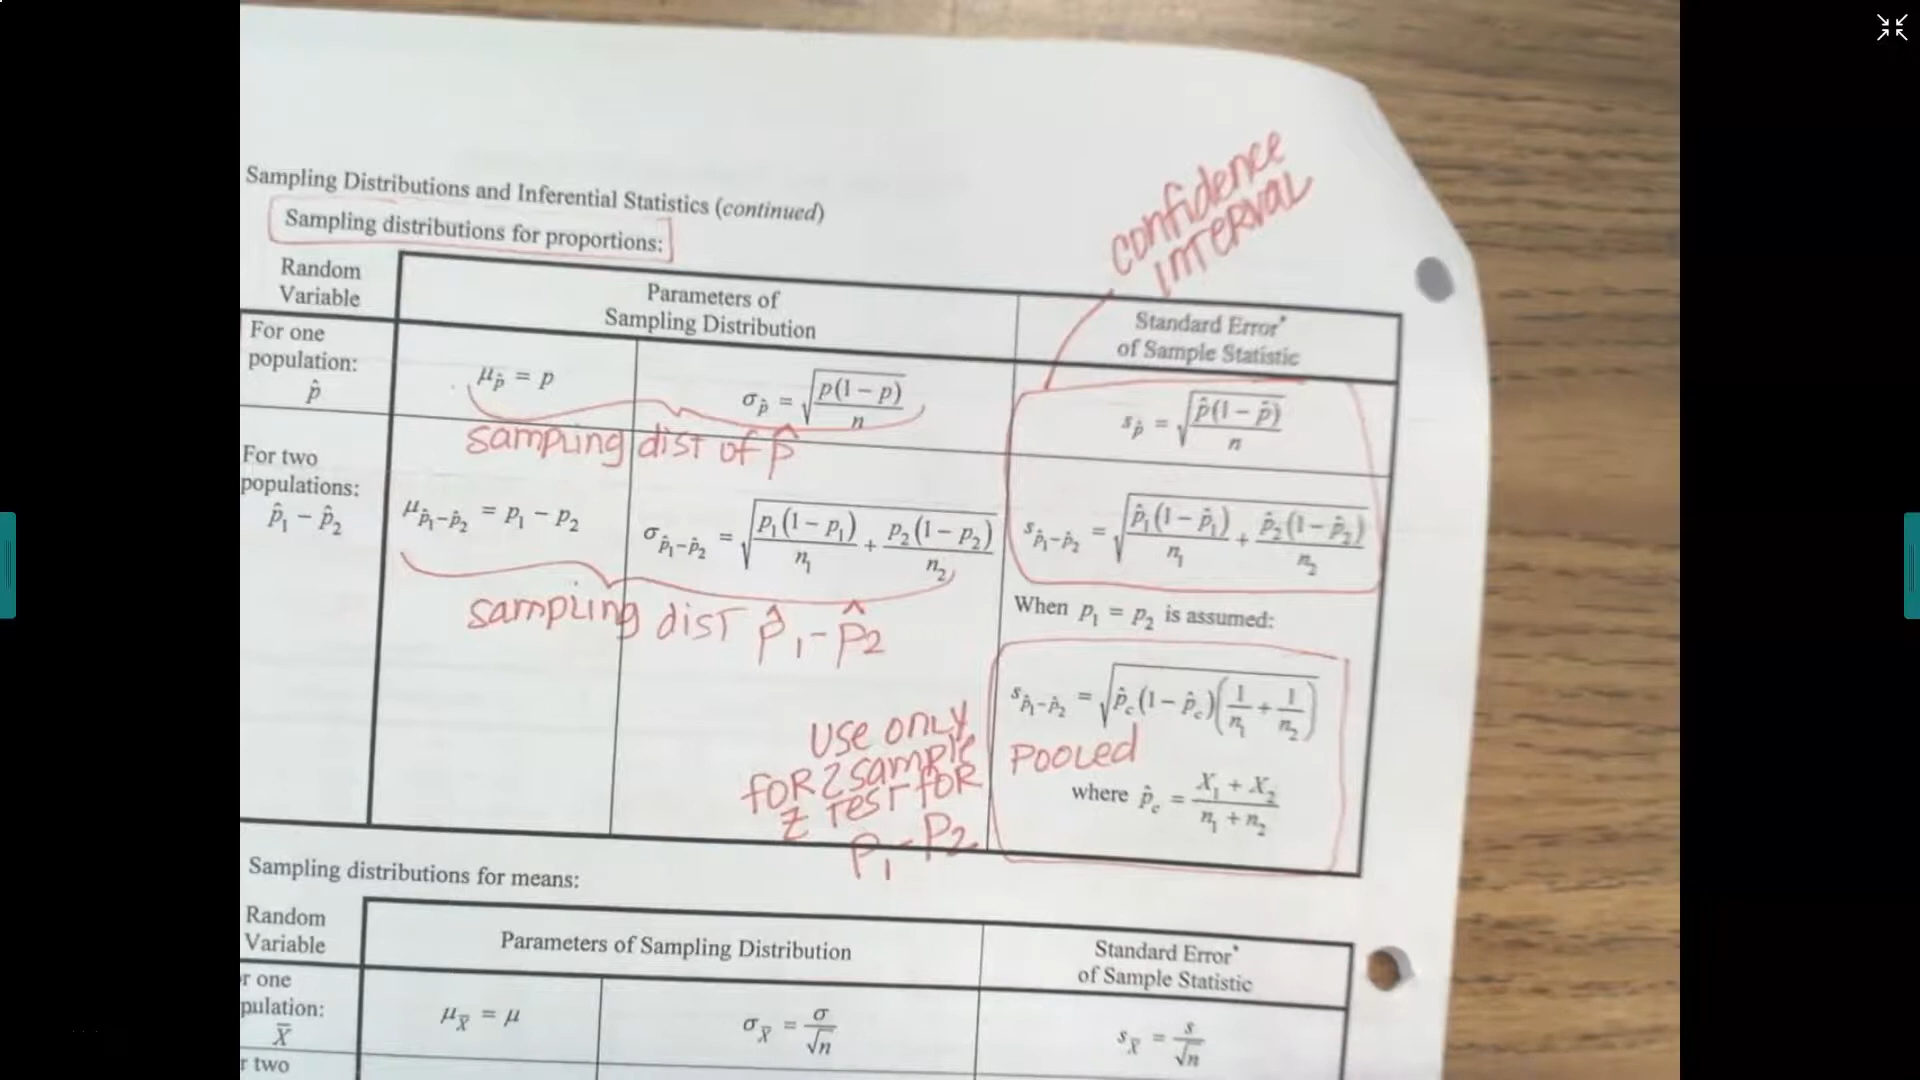 confidence
INTERVAL
Sampling Distributions and Inferential Statistics (continued)
Sampling distributions for proportions:
Random
Variable
Parameters of
Sampling Distribution
Standard Error*
of Sample Statistic
For one
population:
p̂
μ_p̂ = p
σ_p̂ = √(p(1 − p)/n)
s_p̂ = √(p̂(1 − p̂)/n)
sampling dist of p̂
For two
populations:
p̂₁ − p̂₂
μ_p̂₁−p̂₂ = p₁ − p₂
σ_p̂₁−p̂₂ = √(p₁(1 − p₁)/n₁ + p₂(1 − p₂)/n₂)
s_p̂₁−p̂₂ = √(p̂₁(1 − p̂₁)/n₁ + p̂₂(1 − p̂₂)/n₂)
sampling dist p̂₁ - p̂₂
When p₁ = p₂ is assumed:
s_p̂₁−p̂₂ = √(p̂_c(1 − p̂_c)(1/n₁ + 1/n₂))
USE only
FOR 2 sample
Z TEST FOR
P₁ - P₂
POOLED
where p̂_c = (X₁ + X₂)/(n₁ + n₂)
Sampling distributions for means:
Random
Variable
Parameters of Sampling Distribution
Standard Error*
of Sample Statistic
r one
pulation:
X̄
μ_X̄ = μ
σ_X̄ = σ/√n
s_X̄ = s/√n
r two